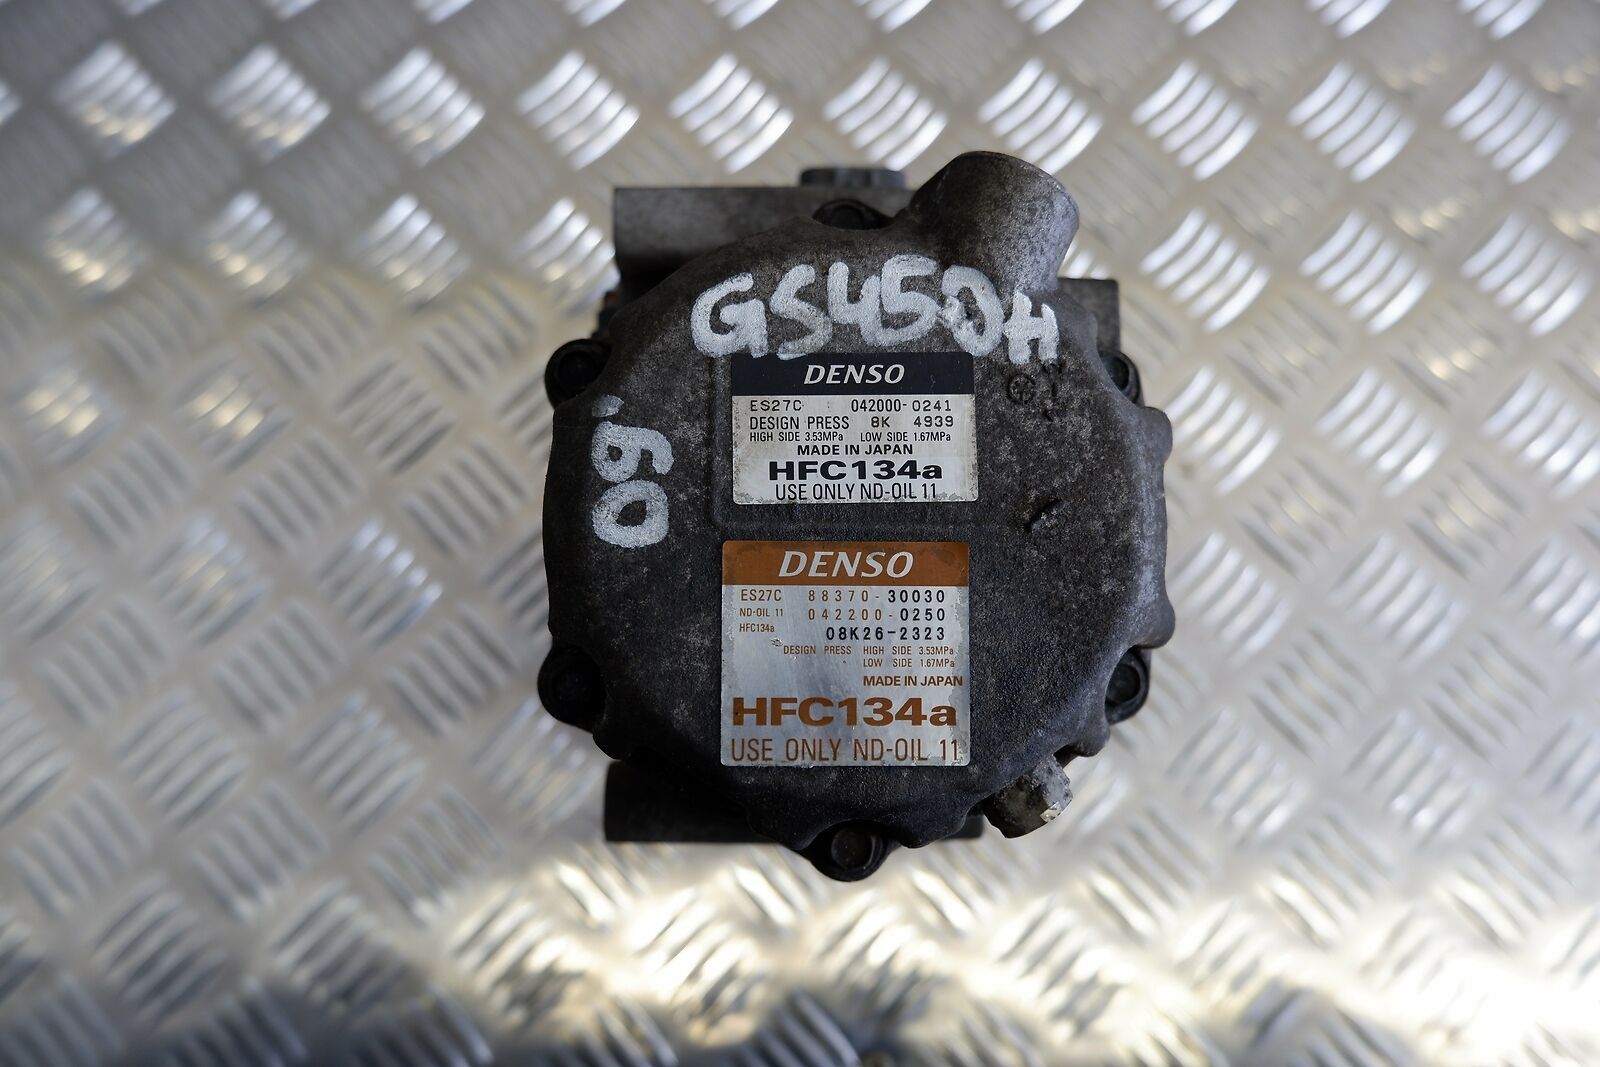 GS450H
'09
DENSO
ES27C 042000-0241
DESIGN PRESS 8K 4939
HIGH SIDE 3.53MPa LOW SIDE 1.67MPa
MADE IN JAPAN
HFC134a
USE ONLY ND-OIL 11
DENSO
ES27C 88370-30030
ND-OIL 11 042200-0250
HFC134a 08K26-2323
DESIGN PRESS HIGH SIDE 3.53MPa
LOW SIDE 1.67MPa
MADE IN JAPAN
HFC134a
USE ONLY ND-OIL 11